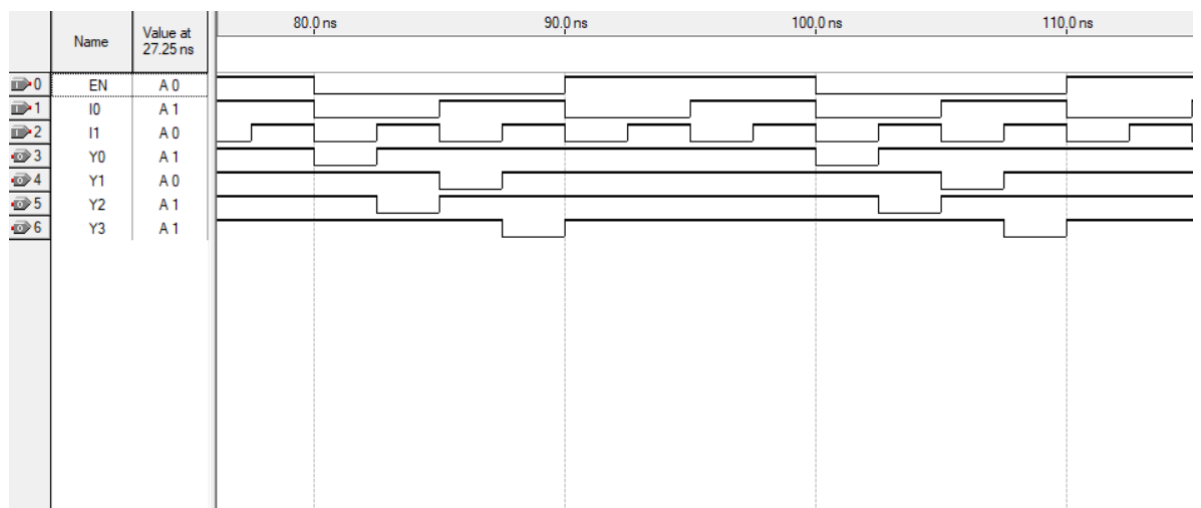 80.0 ns 90.0 ns 100.0 ns 110.0 ns
Name Value at 27.25 ns
0 EN A 0
1 I0 A 1
2 I1 A 0
3 Y0 A 1
4 Y1 A 0
5 Y2 A 1
6 Y3 A 1